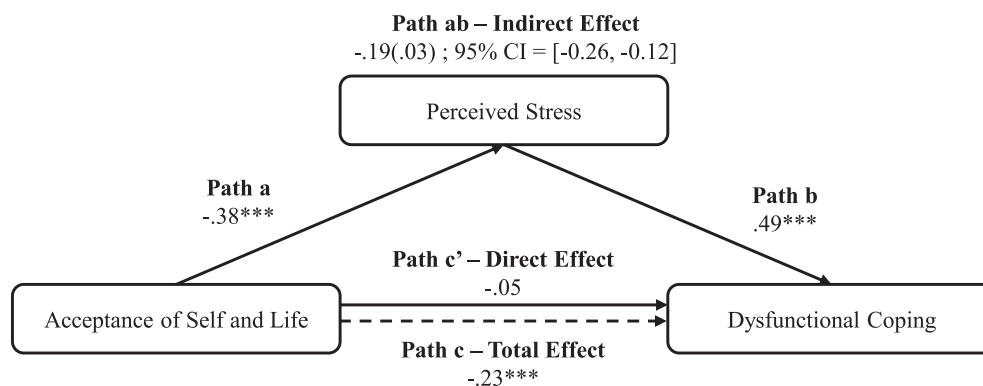 Path ab – Indirect Effect
-.19(.03) ; 95% CI = [-0.26, -0.12]
Perceived Stress
Path a
-.38***
Path b
.49***
Path c’ – Direct Effect
-.05
Acceptance of Self and Life
Dysfunctional Coping
Path c – Total Effect
-.23***